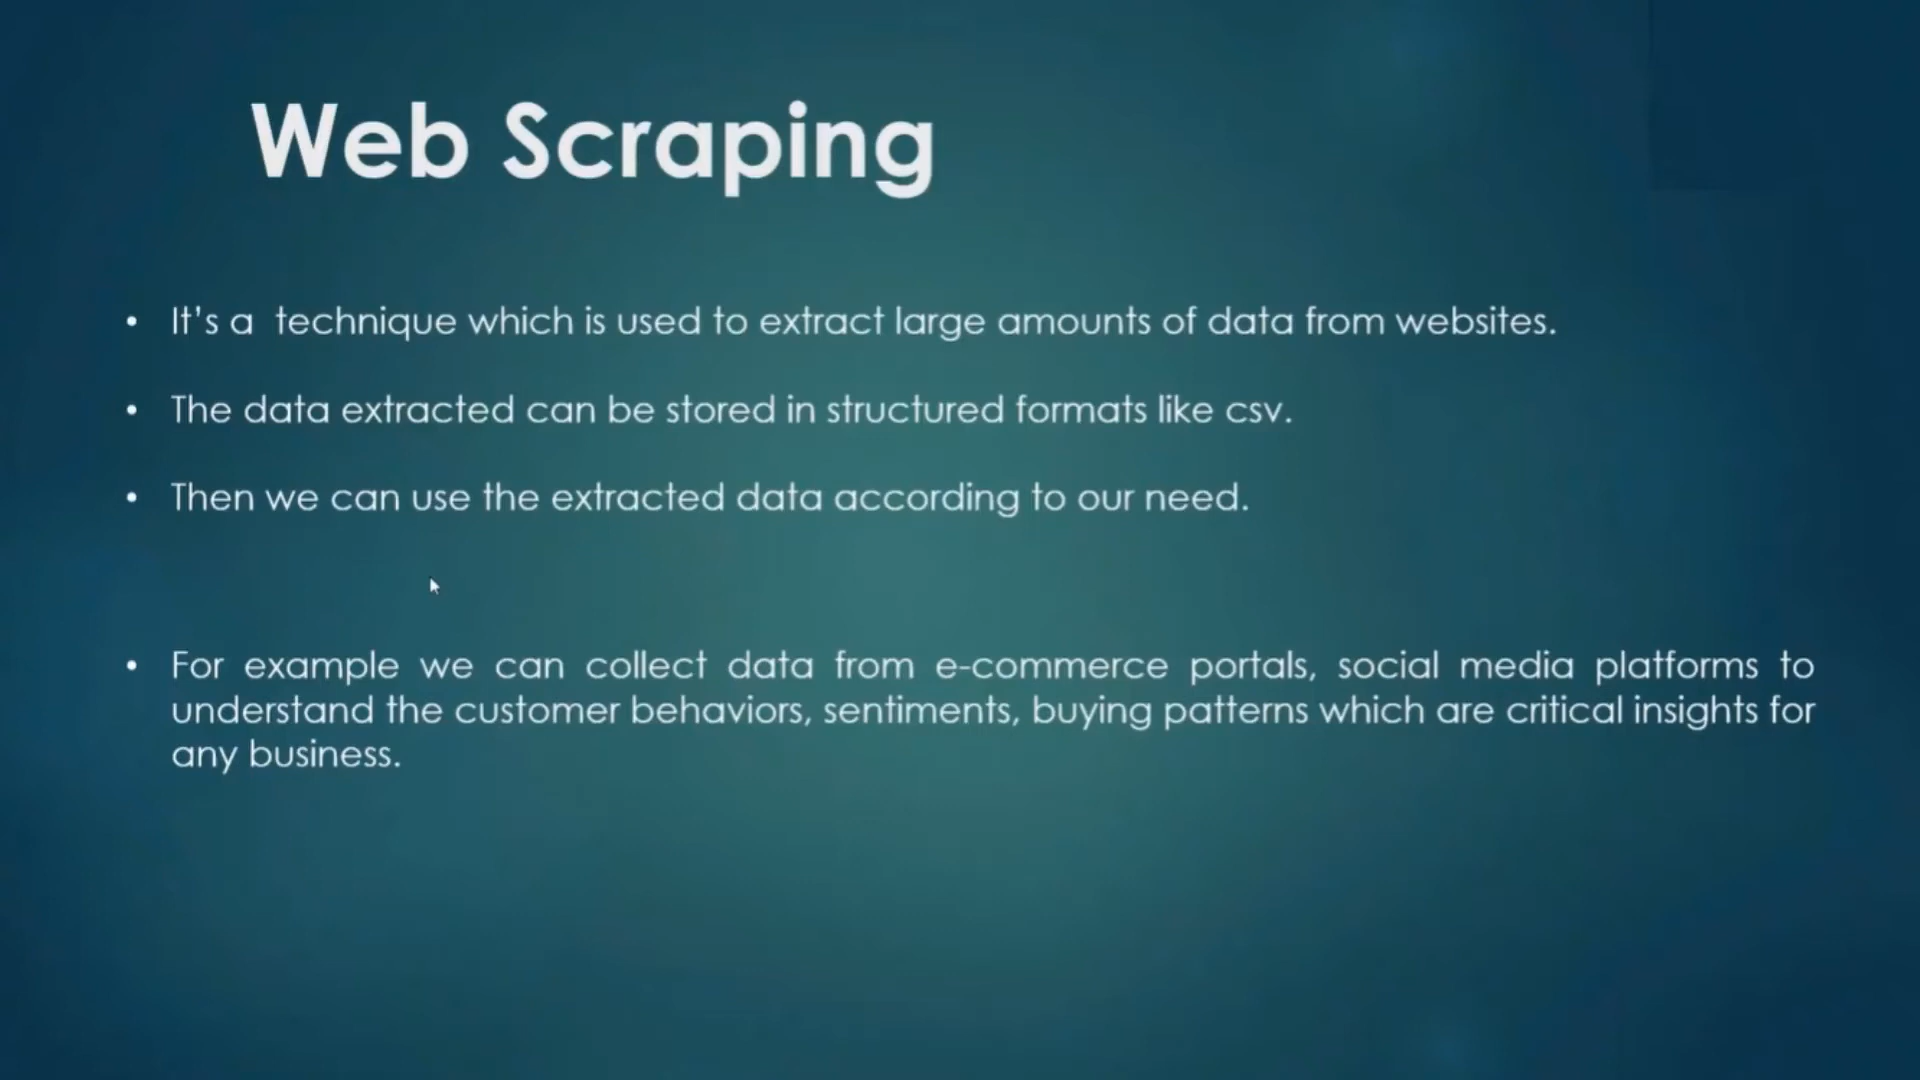 Web Scraping
• It's a  technique which is used to extract large amounts of data from websites.
• The data extracted can be stored in structured formats like csv.
• Then we can use the extracted data according to our need.
• For example we can collect data from e-commerce portals, social media platforms to
understand the customer behaviors, sentiments, buying patterns which are critical insights for
any business.